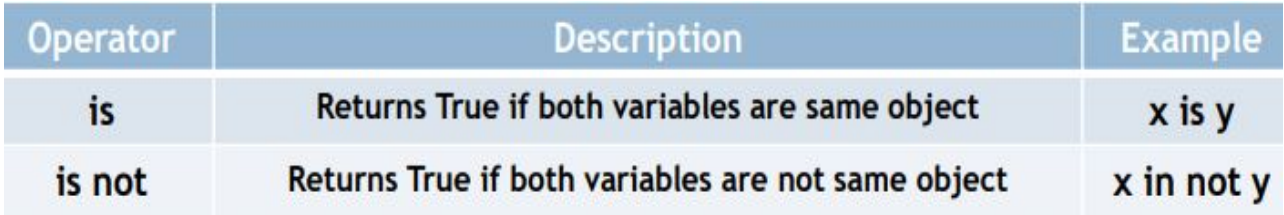 Operator Description Example
is Returns True if both variables are same object x is y
is not Returns True if both variables are not same object x in not y